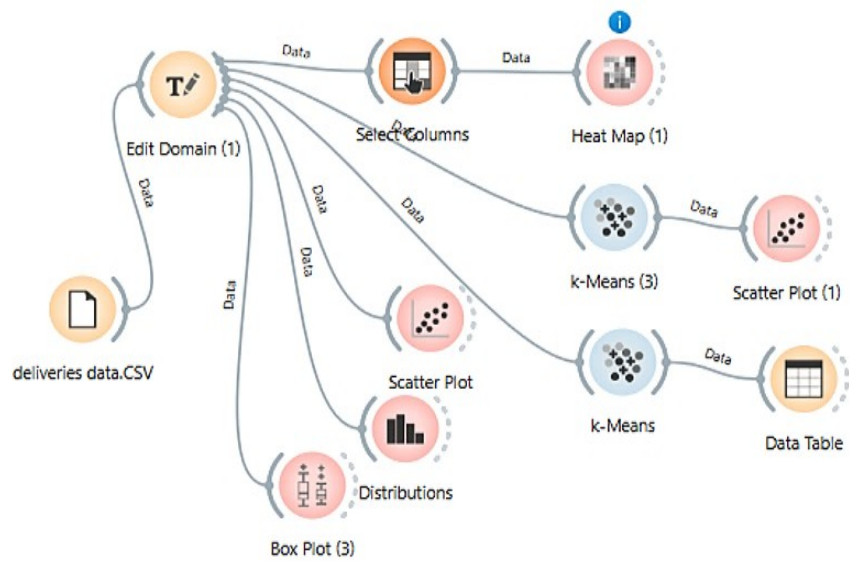 Data
Data
Edit Domain (1)
Select Columns
Heat Map (1)
Data
Data
Data
Data
Data
Data
k-Means (3)
Data
Scatter Plot (1)
deliveries data.CSV
Scatter Plot
k-Means
Data
Data Table
Distributions
Box Plot (3)